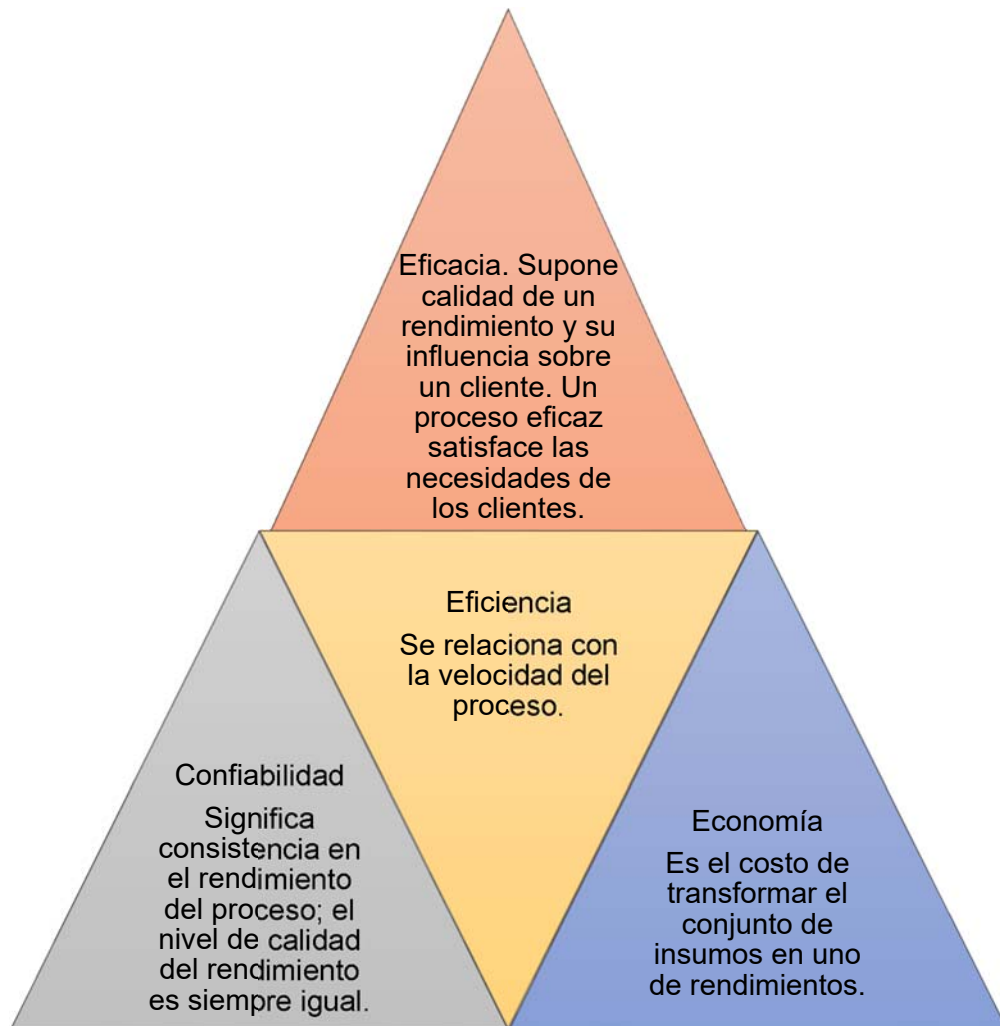 Eficacia. Supone
calidad de un
rendimiento y su
influencia sobre
un cliente. Un
proceso eficaz
satisface las
necesidades de
los clientes.
Eficiencia
Se relaciona con
la velocidad del
proceso.
Confiabilidad
Significa
consistencia en
el rendimiento
del proceso; el
nivel de calidad
del rendimiento
es siempre igual.
Economía
Es el costo de
transformar el
conjunto de
insumos en uno
de rendimientos.